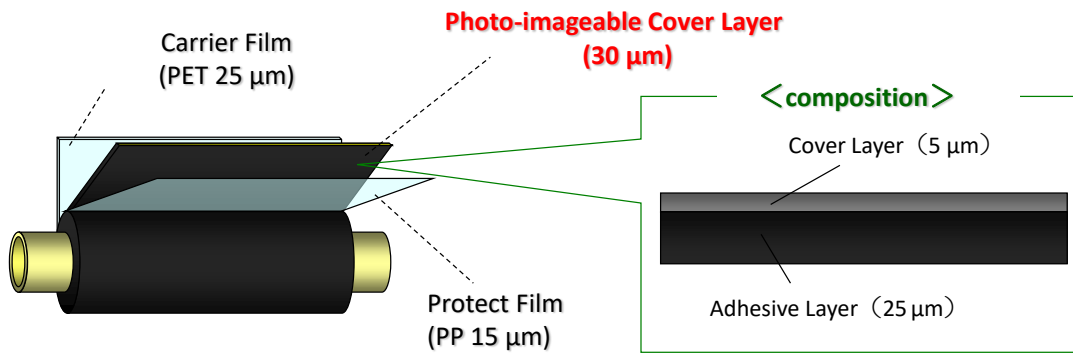 Carrier Film
(PET 25 μm)
Photo-imageable Cover Layer
(30 μm)
Protect Film
(PP 15 μm)
＜composition＞
Cover Layer（5 μm）
Adhesive Layer（25 μm）